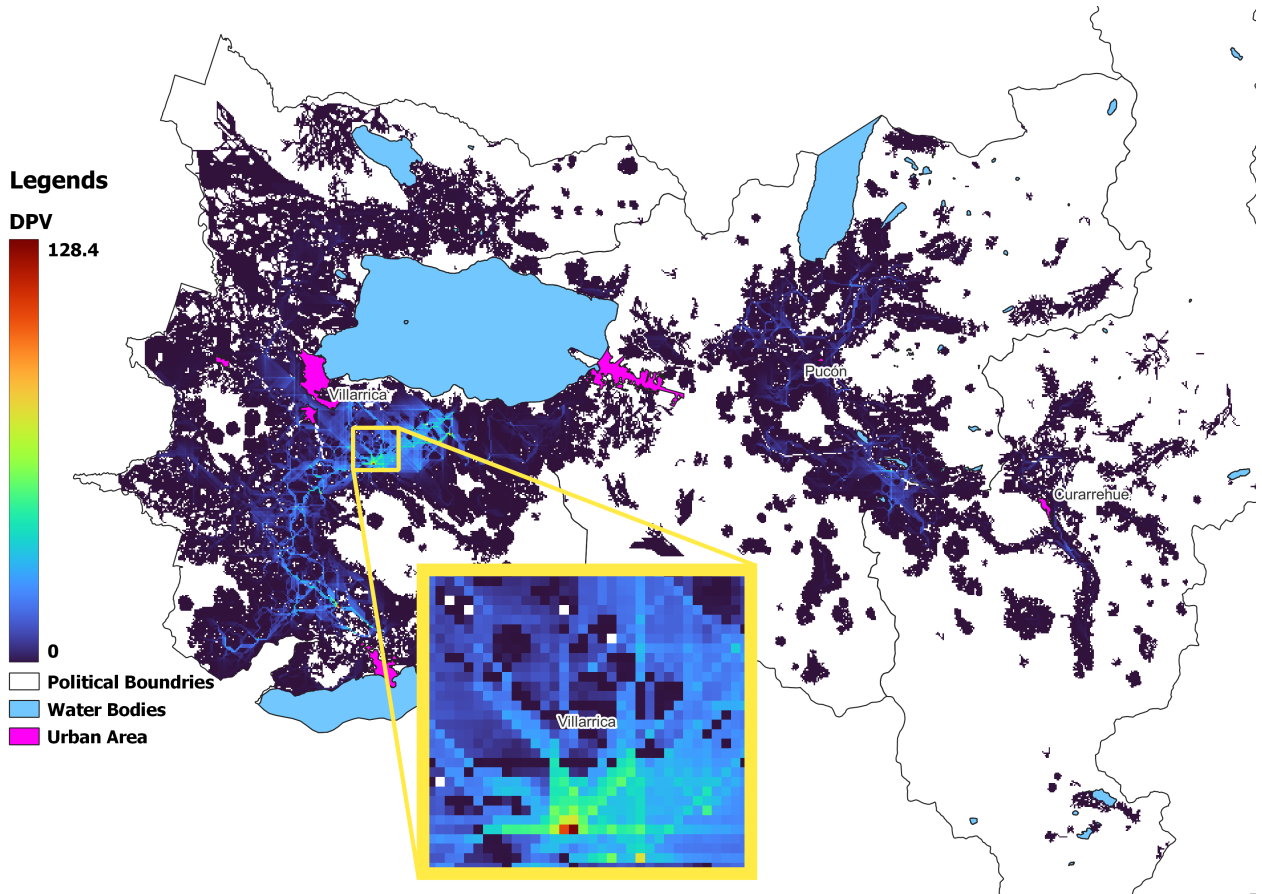 Legends
DPV
128.4
0
Political Boundries
Water Bodies
Urban Area
Villarrica
Pucón
Curarrehue
Villarrica